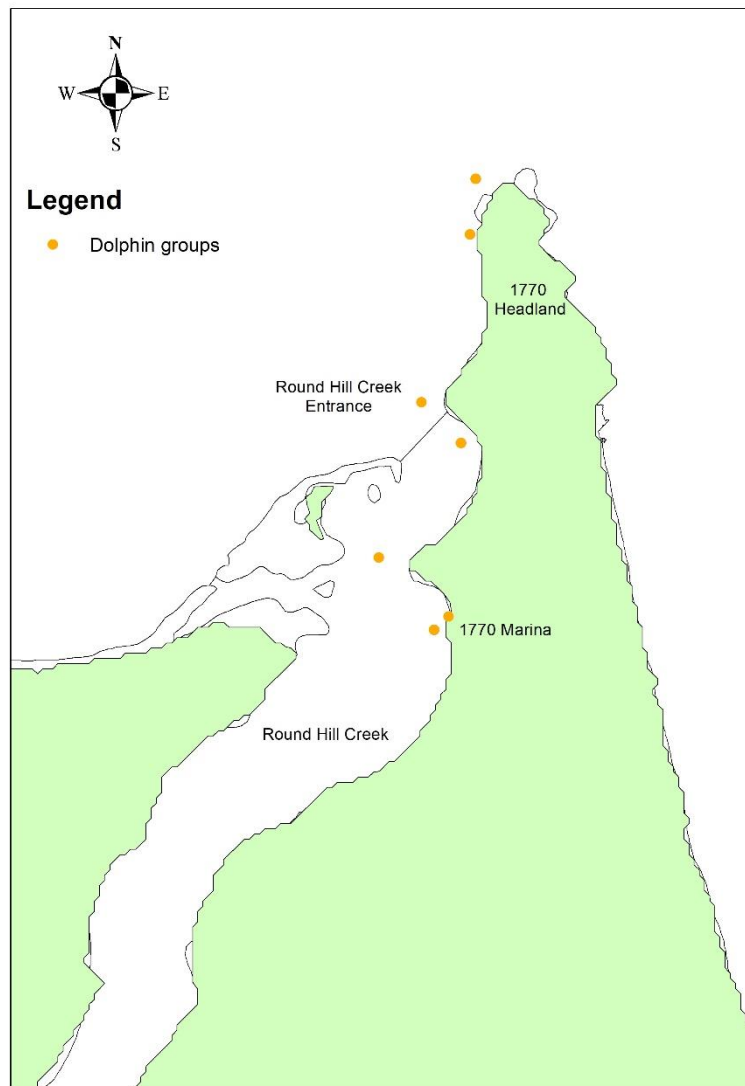 N
W E
S
Legend
Dolphin groups
1770
Headland
Round Hill Creek
Entrance
1770 Marina
Round Hill Creek